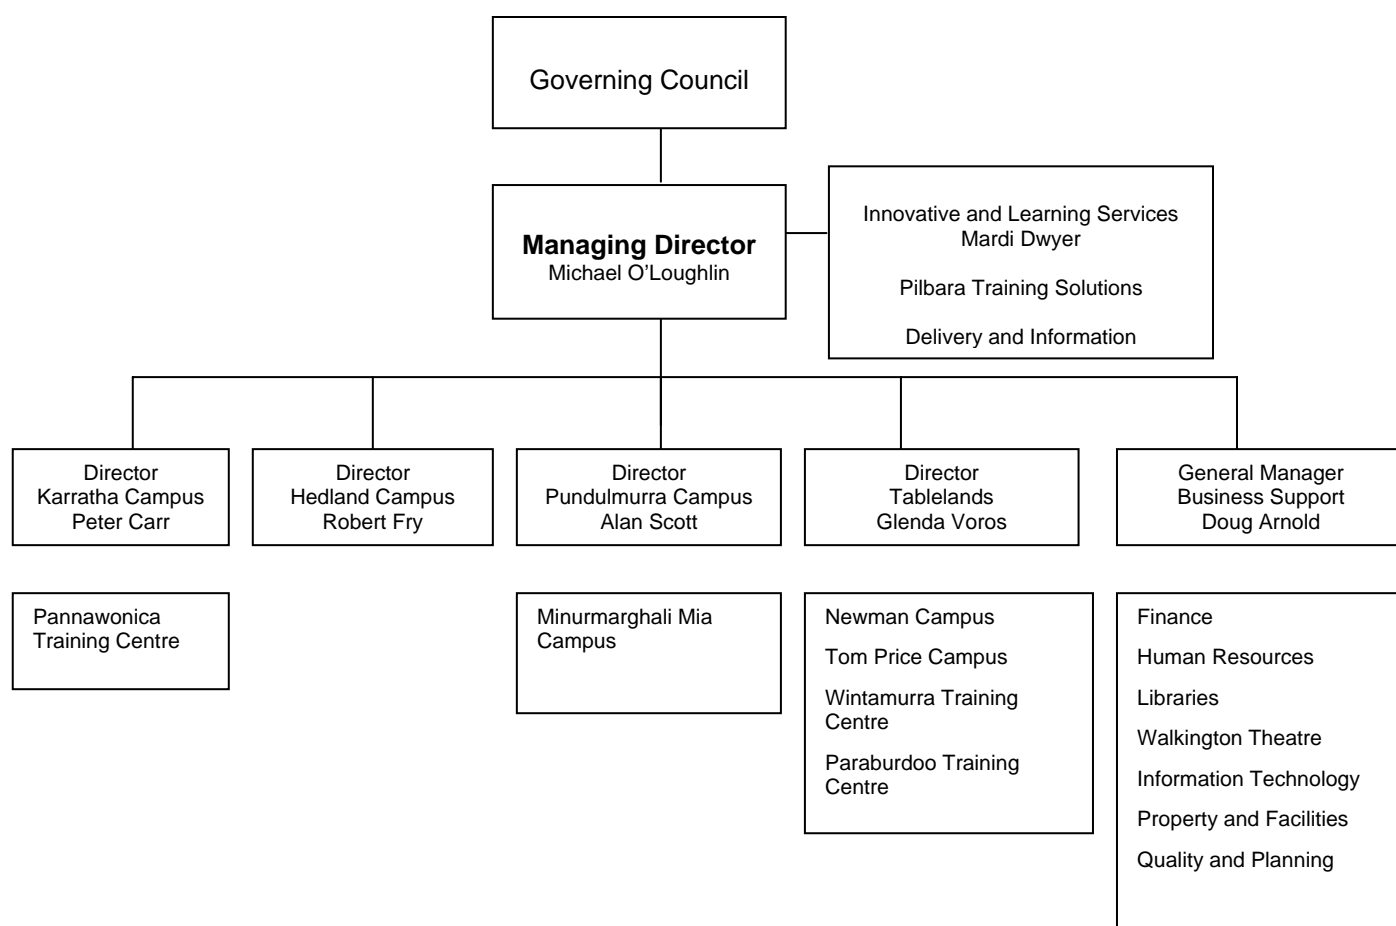 Governing Council
Managing Director
Michael O'Loughlin
Innovative and Learning Services
Mardi Dwyer
Pilbara Training Solutions
Delivery and Information
Director
Karratha Campus
Peter Carr
Director
Hedland Campus
Robert Fry
Director
Pundulmurra Campus
Alan Scott
Director
Tablelands
Glenda Voros
General Manager
Business Support
Doug Arnold
Pannawonica
Training Centre
Minurmarghali Mia
Campus
Newman Campus
Tom Price Campus
Wintamurra Training
Centre
Paraburdoo Training
Centre
Finance
Human Resources
Libraries
Walkington Theatre
Information Technology
Property and Facilities
Quality and Planning